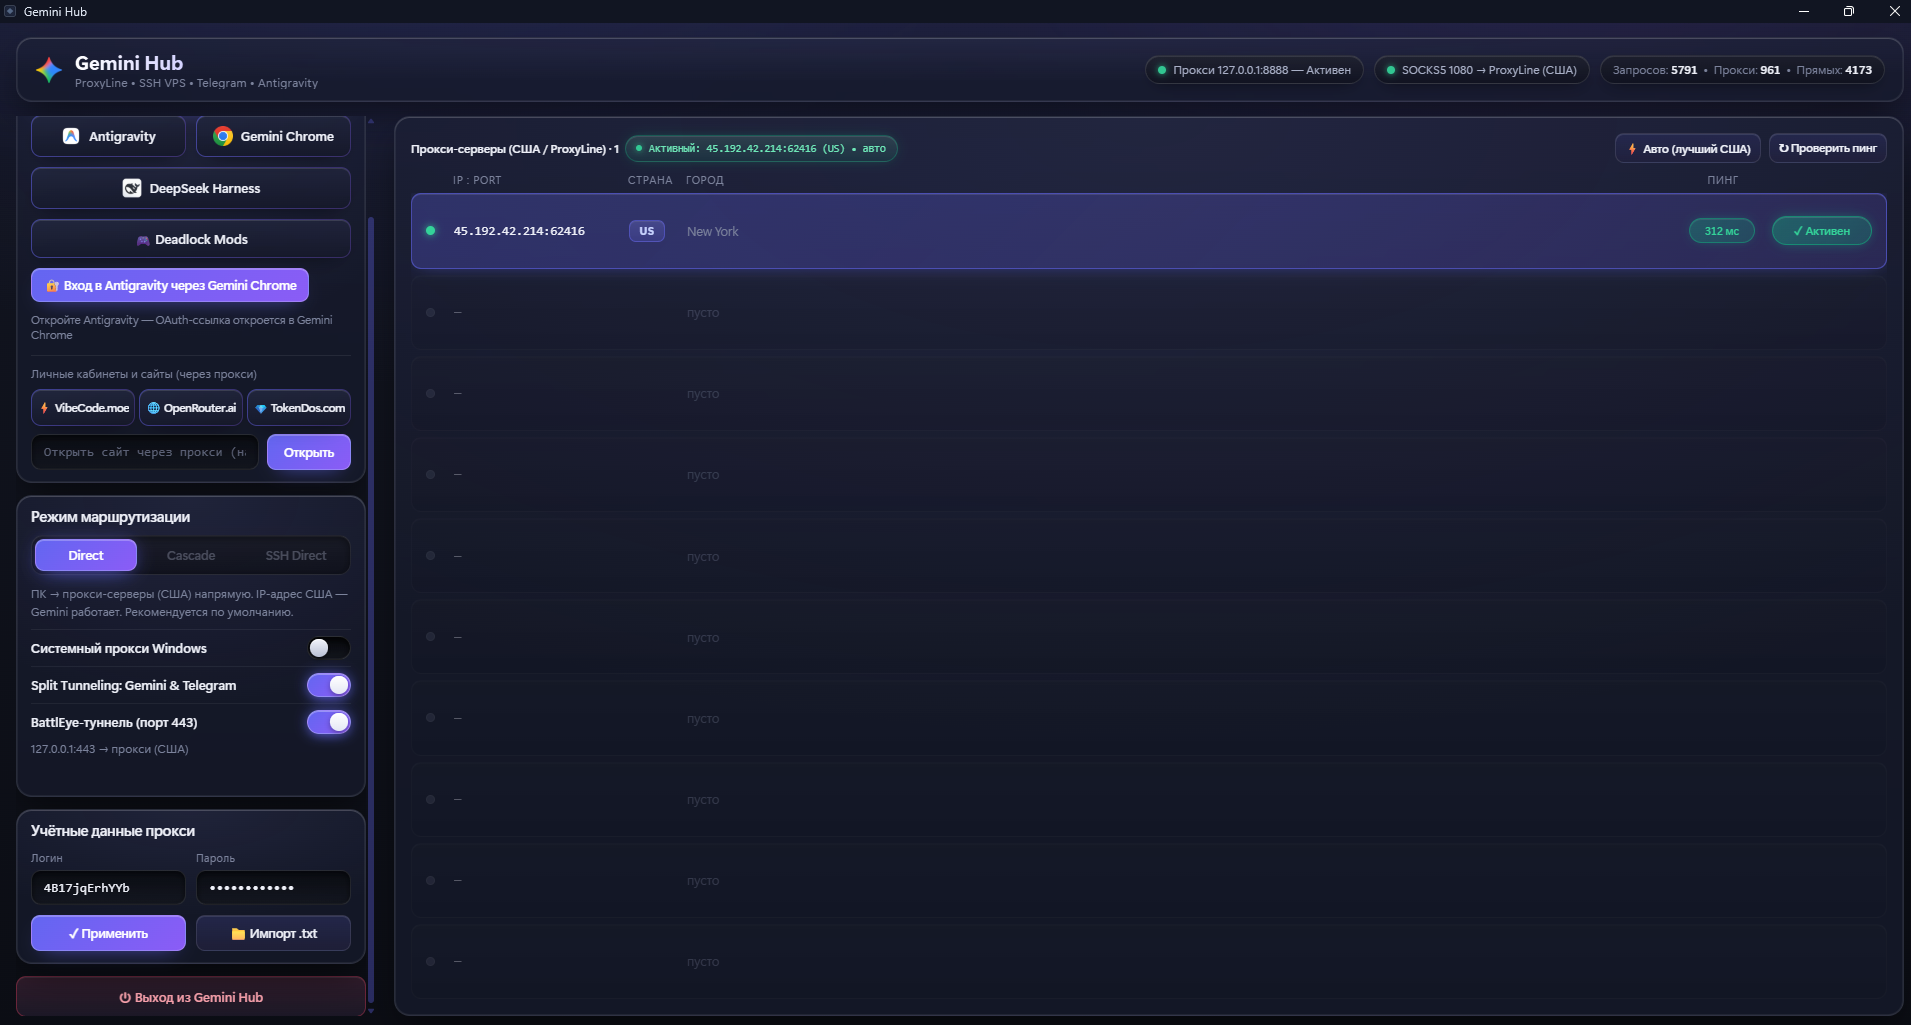 Gemini Hub
Gemini Hub
ProxyLine • SSH VPS • Telegram • Antigravity
Прокси 127.0.0.1:8888 — Активен
SOCKS5 1080 → ProxyLine (США)
Запросов: 5791 • Прокси: 961 • Прямых: 4173
Antigravity
Gemini Chrome
DeepSeek Harness
Deadlock Mods
Вход в Antigravity через Gemini Chrome
Откройте Antigravity — OAuth-ссылка откроется в Gemini
Chrome
Личные кабинеты и сайты (через прокси)
VibeCode.moe
OpenRouter.ai
TokenDos.com
Открыть сайт через прокси (на
Открыть
Режим маршрутизации
Direct
Cascade
SSH Direct
ПК → прокси-серверы (США) напрямую. IP-адрес США —
Gemini работает. Рекомендуется по умолчанию.
Системный прокси Windows
Split Tunneling: Gemini & Telegram
BattlEye-туннель (порт 443)
127.0.0.1:443 → прокси (США)
Учётные данные прокси
Логин
Пароль
4B17jqErhYYb
••••••••••••
✓ Применить
Импорт .txt
Выход из Gemini Hub
Прокси-серверы (США / ProxyLine) · 1
Активный: 45.192.42.214:62416 (US) • авто
Авто (лучший США)
↻ Проверить пинг
IP : PORT
СТРАНА
ГОРОД
ПИНГ
45.192.42.214:62416
US
New York
312 мс
✓ Активен
— пусто
— пусто
— пусто
— пусто
— пусто
— пусто
— пусто
— пусто
— пусто